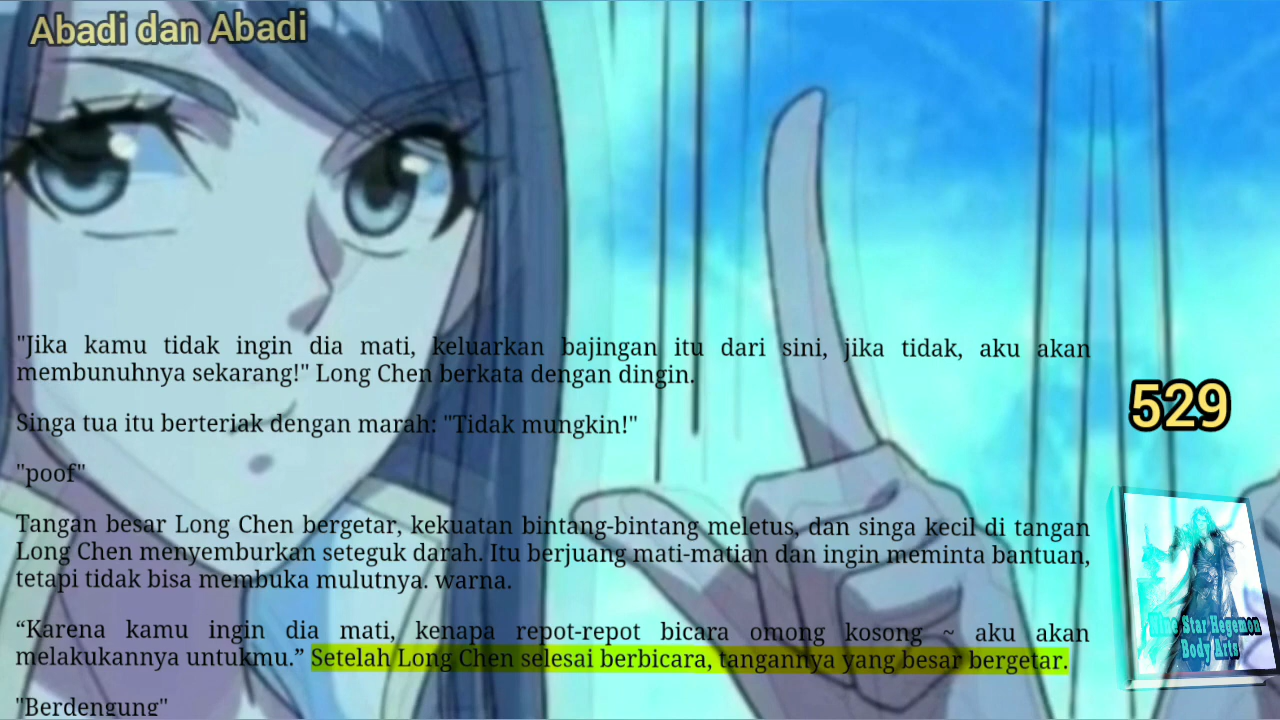 Abadi dan Abadi
"Jika kamu tidak ingin dia mati, keluarkan bajingan itu dari sini, jika tidak, aku akan
membunuhnya sekarang!" Long Chen berkata dengan dingin.
Singa tua itu berteriak dengan marah: "Tidak mungkin!"
529
"poof"
Tangan besar Long Chen bergetar, kekuatan bintang-bintang meletus, dan singa kecil di tangan
Long Chen menyemburkan seteguk darah. Itu berjuang mati-matian dan ingin meminta bantuan,
tetapi tidak bisa membuka mulutnya. warna.
“Karena kamu ingin dia mati, kenapa repot-repot bicara omong kosong ~ aku akan
melakukannya untukmu.” Setelah Long Chen selesai berbicara, tangannya yang besar bergetar.
Nine Star Hegemon
Body Arts
"Berdengung"